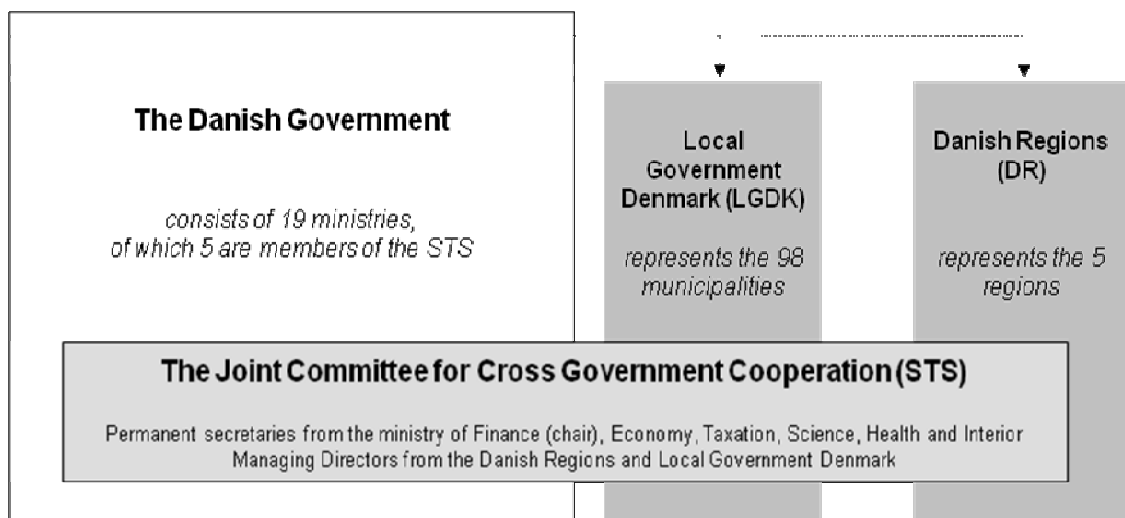 The Danish Government
consists of 19 ministries,
of which 5 are members of the STS
Local
Government
Denmark (LGDK)
represents the 98
municipalities
Danish Regions
(DR)
represents the 5
regions
The Joint Committee for Cross Government Cooperation (STS)
Permanent secretaries from the ministry of Finance (chair), Economy, Taxation, Science, Health and Interior
Managing Directors from the Danish Regions and Local Government Denmark